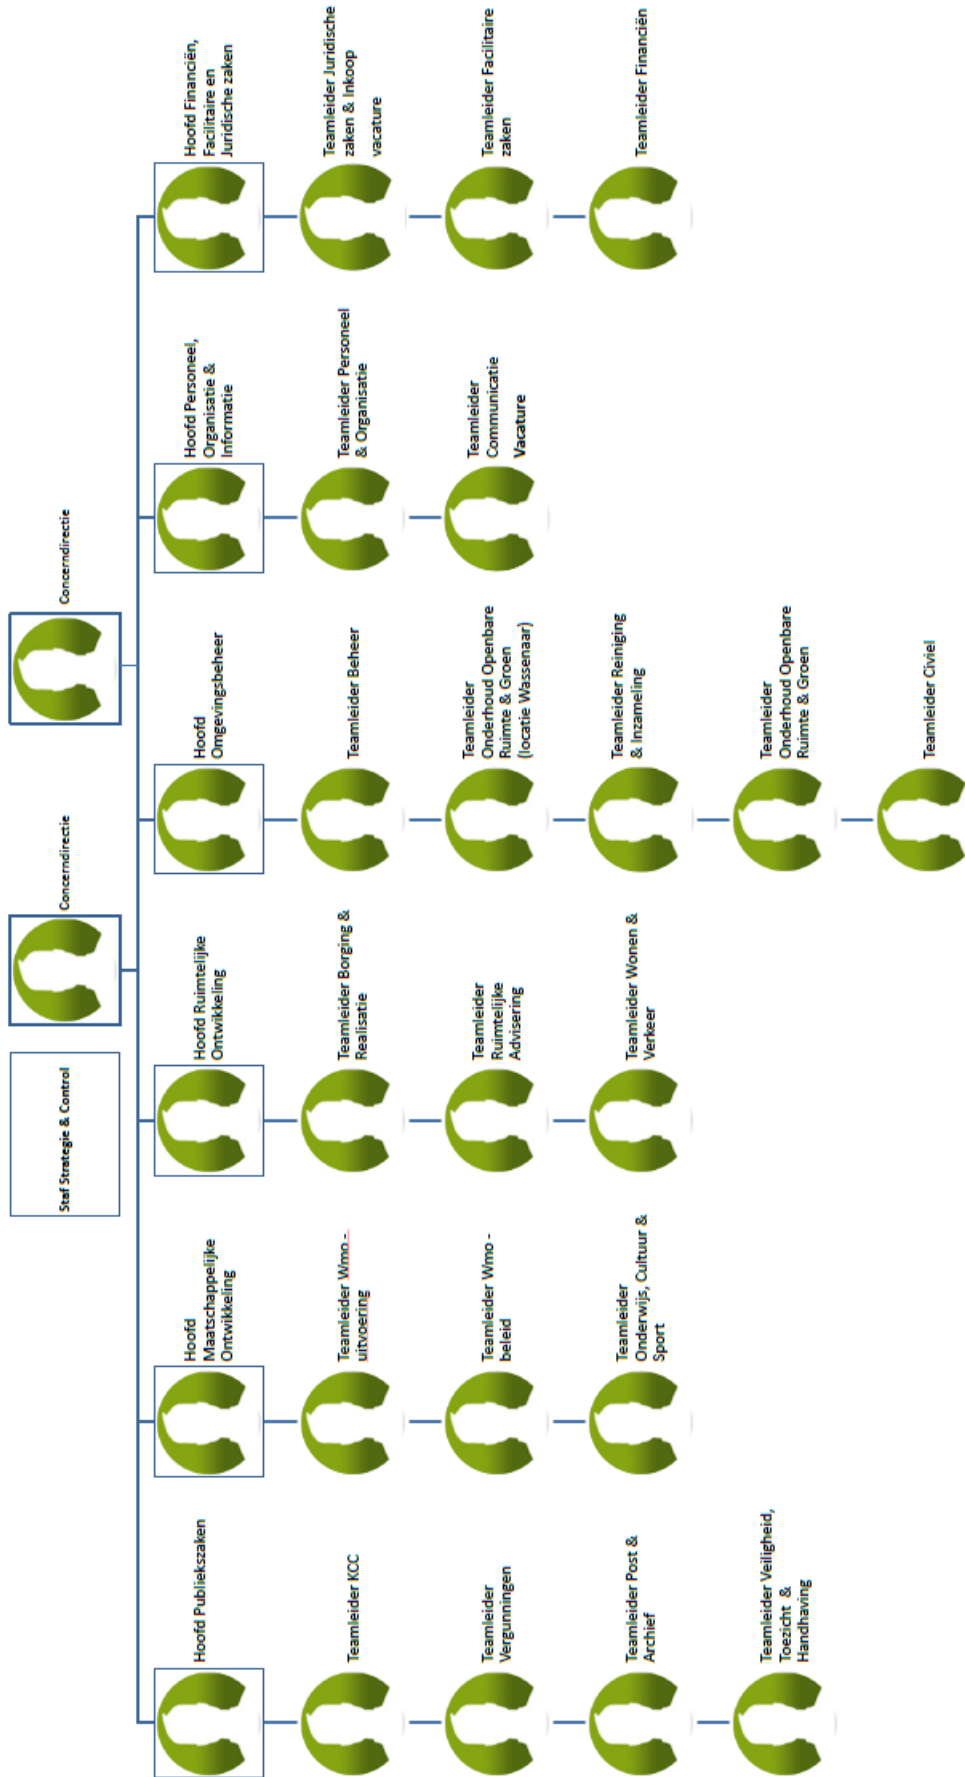 Staf Strategie & Control
Concerndirectie
Concerndirectie
Hoofd Publiekszaken
Teamleider KCC
Teamleider
Vergunningen
Teamleider Post &
Archief
Teamleider Veiligheid,
Toezicht &
Handhaving
Hoofd
Maatschappelijke
Ontwikkeling
Teamleider Wmo -
uitvoering
Teamleider Wmo -
beleid
Teamleider
Onderwijs, Cultuur &
Sport
Hoofd Ruimtelijke
Ontwikkeling
Teamleider Borging &
Realisatie
Teamleider
Ruimtelijke
Advisering
Teamleider Wonen &
Verkeer
Hoofd
Omgevingsbeheer
Teamleider Beheer
Teamleider
Onderhoud Openbare
Ruimte & Groen
(locatie Wassenaar)
Teamleider Reiniging
& Inzameling
Teamleider
Onderhoud Openbare
Ruimte & Groen
Teamleider Civiel
Hoofd Personeel,
Organisatie &
Informatie
Teamleider Personeel
& Organisatie
Teamleider
Communicatie
Vacature
Hoofd Financiën,
Facilitaire en
Juridische zaken
Teamleider Juridische
zaken & Inkoop
vacature
Teamleider Facilitaire
zaken
Teamleider Financiën